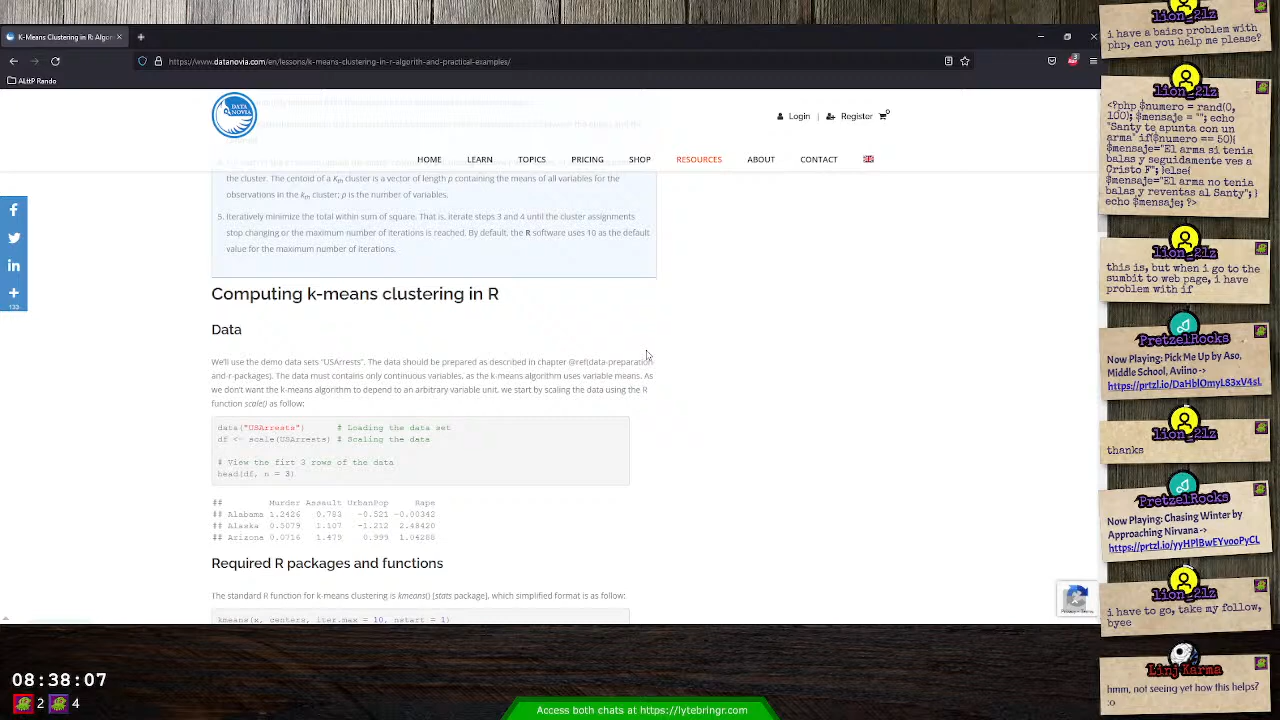 K-Means Clustering in R: Algor
https://www.datanovia.com/en/lessons/k-means-clustering-in-r-algorith-and-practical-examples/
ALttP Rando
DATA
NOVIA
Login | Register 0
HOME LEARN TOPICS PRICING SHOP RESOURCES ABOUT CONTACT
the cluster. The centoid of a Kth cluster is a vector of length p containing the means of all variables for the
observations in the kth cluster; p is the number of variables.
5. Iteratively minimize the total within sum of square. That is, iterate steps 3 and 4 until the cluster assignments
stop changing or the maximum number of iterations is reached. By default, the R software uses 10 as the default
value for the maximum number of iterations.
133
Computing k-means clustering in R
Data
We'll use the demo data sets "USArrests". The data should be prepared as described in chapter @ref(data-preparation-
and-r-packages). The data must contains only continuous variables, as the k-means algorithm uses variable means. As
we don't want the k-means algorithm to depend to an arbitrary variable unit, we start by scaling the data using the R
function scale() as follow:
data("USArrests") # Loading the data set
df <- scale(USArrests) # Scaling the data
# View the firt 3 rows of the data
head(df, n = 3)
## Murder Assault UrbanPop Rape
## Alabama 1.2426 0.783 -0.521 -0.00342
## Alaska 0.5079 1.107 -1.212 2.48420
## Arizona 0.0716 1.479 0.999 1.04288
Required R packages and functions
The standard R function for k-means clustering is kmeans() [stats package], which simplified format is as follow:
kmeans(x, centers, iter.max = 10, nstart = 1)
08:38:07
2 4
Access both chats at https://lytebringr.com
lion_21z
i have a baisc problem with
php, can you help me please?
lion_21z
<?php $numero = rand(0,
100); $mensaje = ""; echo
"Santy te apunta con un
arma" if($numero == 50){
$mensaje="El arma si tenia
balas y seguidamente ves a
Cristo F"; }else{
$mensaje="El arma no tenia
balas y reventas al Santy"; }
echo $mensaje; ?>
lion_21z
this is, but when i go to the
sumbit to web page, i have
problem with if
PretzelRocks
Now Playing: Pick Me Up by Aso,
Middle School, Aviino ->
https://prtzl.io/DaHblOmyL83xV4sL
lion_21z
thanks
PretzelRocks
Now Playing: Chasing Winter by
Approaching Nirvana ->
https://prtzl.io/yyHPlBwEYvooPyCL
lion_21z
i have to go, take my follow,
byee
Linj Karma
hmm, not seeing yet how this helps?
:o